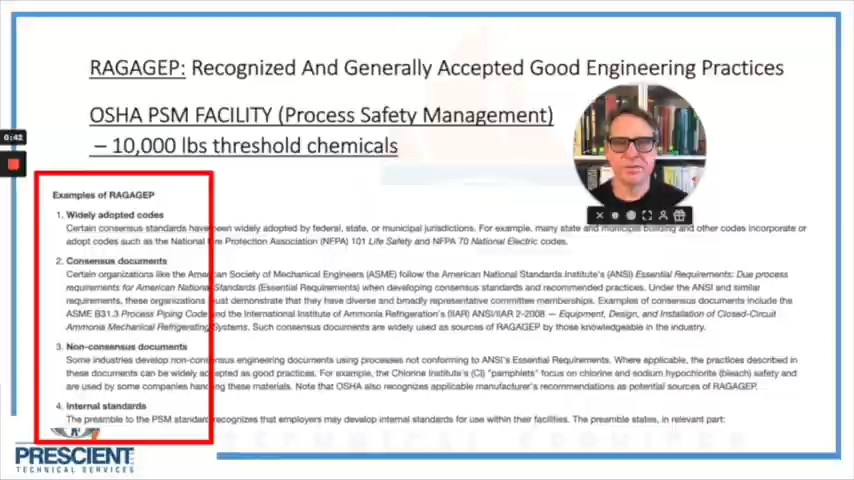 RAGAGEP: Recognized And Generally Accepted Good Engineering Practices
OSHA PSM FACILITY (Process Safety Management)
– 10,000 lbs threshold chemicals
0:42
Examples of RAGAGEP
1. Widely adopted codes
Certain consensus standards have been widely adopted by federal, state, or municipal jurisdictions. For example, many state and municipal building and other codes incorporate or
adopt codes such as the National Fire Protection Association (NFPA) 101 Life Safety and NFPA 70 National Electric codes.
2. Consensus documents
Certain organizations like the American Society of Mechanical Engineers (ASME) follow the American National Standards Institute's (ANSI) Essential Requirements: Due process
requirements for American National Standards (Essential Requirements) when developing consensus standards and recommended practices. Under the ANSI and similar
requirements, these organizations must demonstrate that they have diverse and broadly representative committee memberships. Examples of consensus documents include the
ASME B31.3 Process Piping Code and the International Institute of Ammonia Refrigeration's (IIAR) ANSI/IIAR 2-2008 — Equipment, Design, and Installation of Closed-Circuit
Ammonia Mechanical Refrigerating Systems. Such consensus documents are widely used as sources of RAGAGEP by those knowledgeable in the industry.
3. Non-consensus documents
Some industries develop non-consensus engineering documents using processes not conforming to ANSI's Essential Requirements. Where applicable, the practices described in
these documents can be widely accepted as good practices. For example, the Chlorine Institute's (CI) "pamphlets" focus on chlorine and sodium hypochlorite (bleach) safety and
are used by some companies handling these materials. Note that OSHA also recognizes applicable manufacturer's recommendations as potential sources of RAGAGEP.
4. Internal standards
The preamble to the PSM standard recognizes that employers may develop internal standards for use within their facilities. The preamble states, in relevant part:
PRESCIENT
TECHNICAL SERVICES